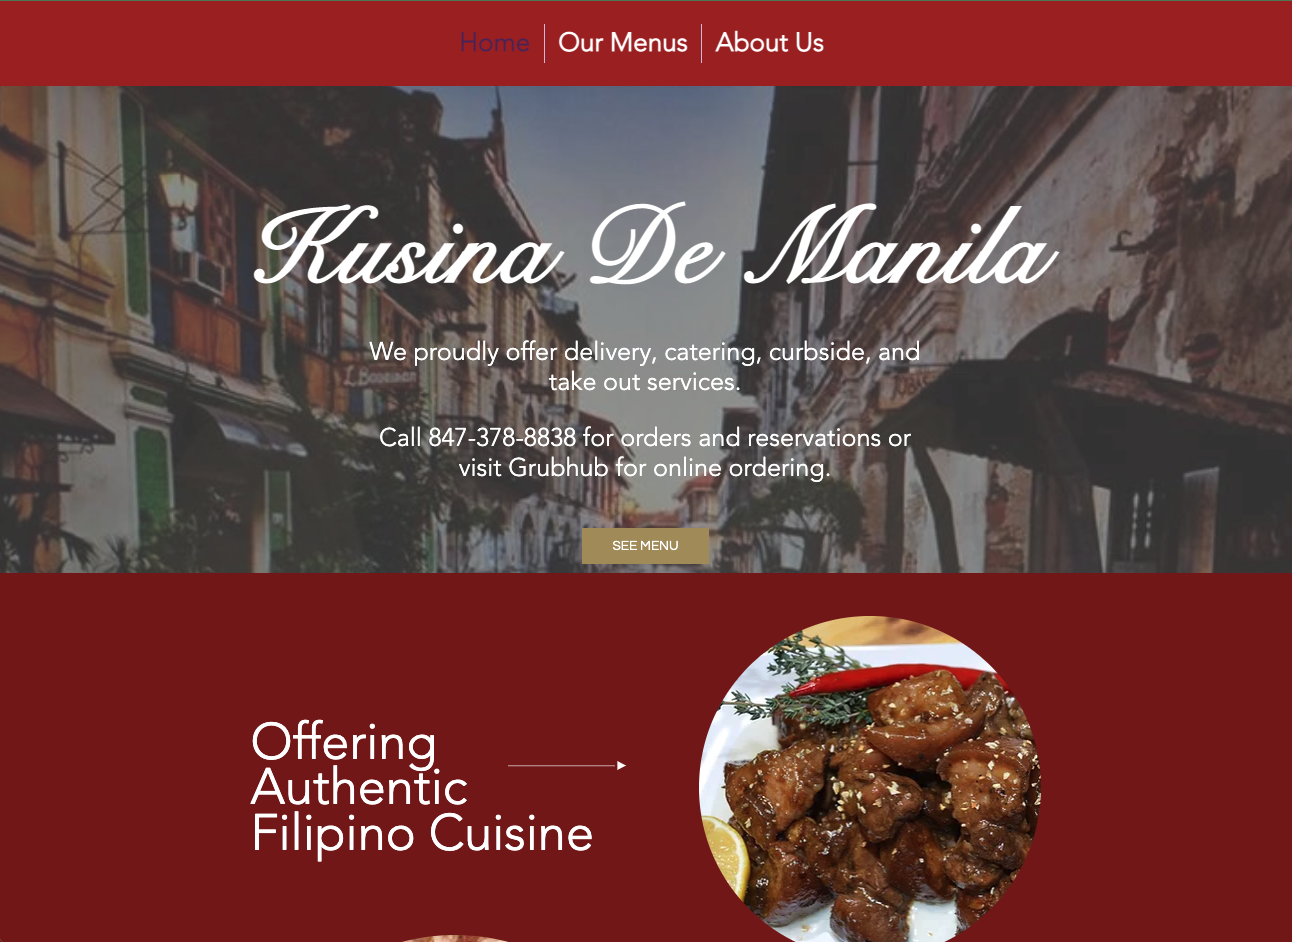 Home
Our Menus
About Us
Kusina De Manila
We proudly offer delivery, catering, curbside, and
take out services.
Call 847-378-8838 for orders and reservations or
visit Grubhub for online ordering.
SEE MENU
Offering
Authentic
Filipino Cuisine